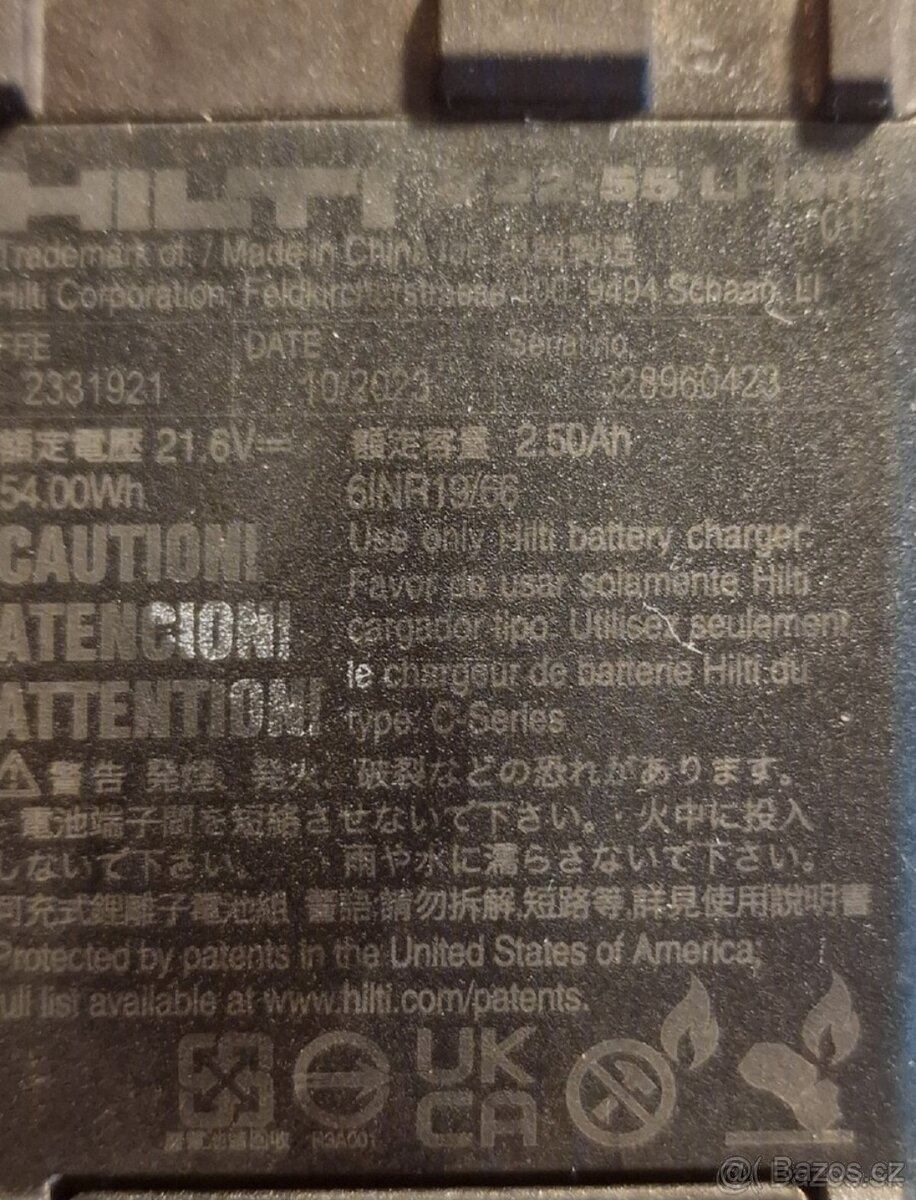 HILTI B 22-55 Li-Ion
01
Trademark of: / Made in China
Hilti Corporation, Feldkircherstrasse 100, 9494 Schaan, LI
DATE Serial no.
2331921 10/2023 328960423
額定電壓 21.6V⎓ 額定容量 2.50Ah
54.00Wh 6INR19/66
CAUTION!
ATENCION!
ATTENTION!
Use only Hilti battery charger.
Favor de usar solamente Hilti
cargador tipo. Utilisez seulement
le chargeur de batterie Hilti du
type: C-Series
⚠警告 発煙、発火、破裂などの恐れがあります。
・電池端子間を短絡させないで下さい。・火中に投入
しないで下さい。 ・雨や水に濡らさないで下さい。
可充式鋰離子電池組 警語:請勿拆解,短路等,詳見使用說明書
Protected by patents in the United States of America;
full list available at www.hilti.com/patents.
UK
CA
廢電池請回收 R3A001
@ Bazos.cz